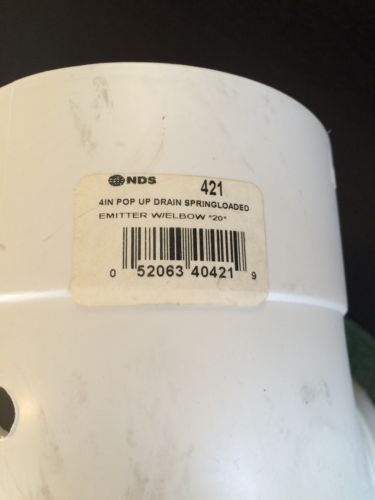 NDS 421
4IN POP UP DRAIN SPRINGLOADED
EMITTER W/ELBOW *20*
0 52063 40421 9